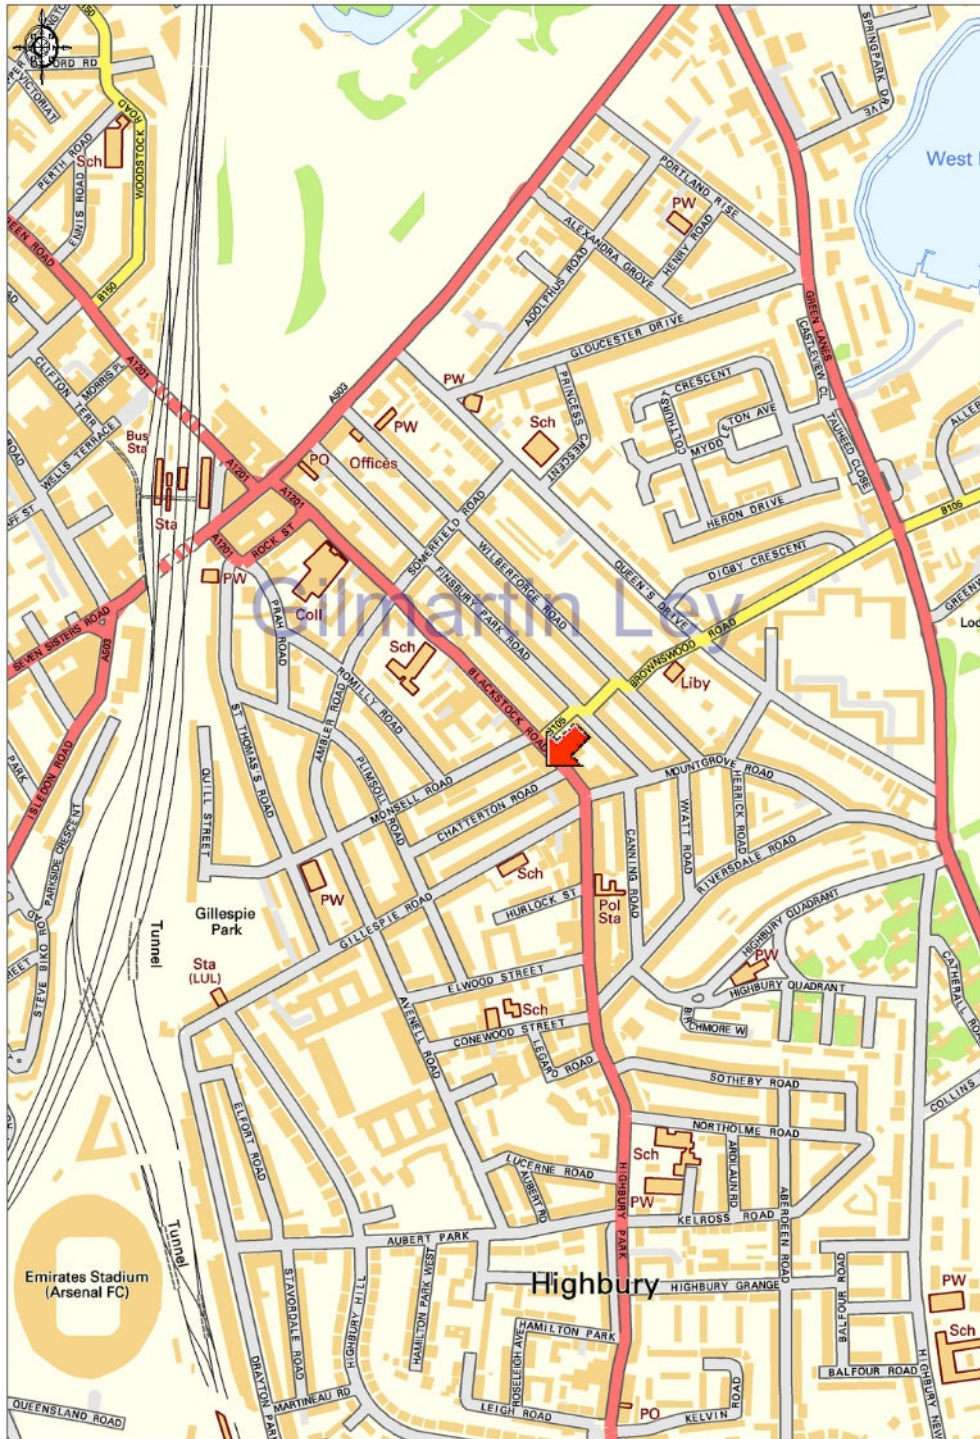 B150
ORD RD
VICTORIAT
WOODSTOCK ROAD
Sch
PERTH ROAD
ENNIS ROAD
B150
SPRINGPARK DRIVE
West
PORTLAND RISE
PW
ALEXANDRA GROVE
HENRY ROAD
ADOLPHUS ROAD
GREEN LANES
GLOUCESTER DRIVE
CASTLEVIEW CL
A1201
MORRIS PL
CLIFTON TERR
WELLS TERRACE
A503
PW
PRINCESS CRESCENT
COLTHURST CRESCENT
MYDDLETON AVE
TAUHEED CLOSE
Bus
Sta
PW
Offices
PO
Sch
HERON DRIVE
B105
A1201
A1201
Sta
A1201
ROCK ST
PW
SOMERFIELD ROAD
WILBERFORCE ROAD
FINSBURY PARK ROAD
QUEEN'S DRIVE
DIGBY CRESCENT
Gilmartin Ley
Coll
SEVEN SISTERS ROAD
A503
PRAH ROAD
Sch
ROMILLY ROAD
AMBLER ROAD
BLACKSTOCK ROAD
BROWNSWOOD ROAD
Liby
B105
ISLEDON ROAD
ST THOMAS'S ROAD
QUILL STREET
PLIMSOLL ROAD
MONSELL ROAD
CHATTERTON ROAD
MOUNTGROVE ROAD
HERRICK ROAD
WYATT ROAD
CANNING ROAD
RIVERSDALE ROAD
PARK
PARKSIDE CRESCENT
STEVE BIKO ROAD
PW
Sch
HURLOCK ST
Pol
Sta
HIGHBURY QUADRANT
Gillespie
Park
GILLESPIE ROAD
Tunnel
Sta
(LUL)
ELWOOD STREET
PW
HIGHBURY QUADRANT
CATHERALL RO
Sch
BIRCHMORE W
CONEWOOD STREET
AVENELL ROAD
LEGARD ROAD
SOTHEBY ROAD
COLLINS
ELFORT ROAD
NORTHOLME ROAD
Sch
ARDILAUN RD
LUCERNE ROAD
AUBERT RD
PW
HIGHBURY PARK
KELROSS ROAD
ABERDEEN ROAD
AUBERT PARK
Tunnel
Emirates Stadium
(Arsenal FC)
Highbury
HIGHBURY GRANGE
BALFOUR ROAD
PW
STAVORDALE ROAD
HIGHBURY HILL
HAMILTON PARK WEST
HAMILTON PARK
Sch
ROSELEIGH AVE
BALFOUR ROAD
DRAYTON PAR
MARTINEAU RD
HIGHBURY NEW
QUEENSLAND ROAD
LEIGH ROAD
PO
KELVIN ROAD